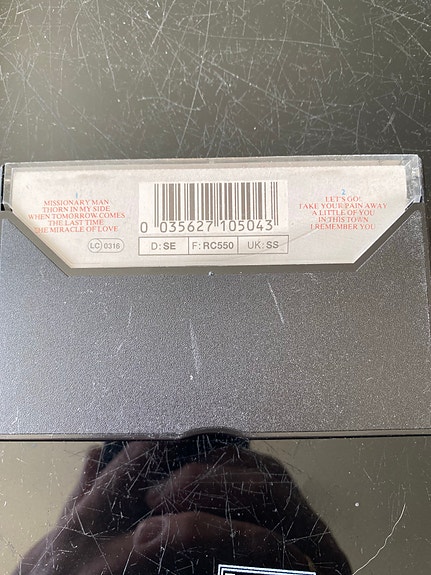 1
MISSIONARY MAN
THORN IN MY SIDE
WHEN TOMORROW COMES
THE LAST TIME
THE MIRACLE OF LOVE
LC 0316
0 035627 105043
D: SE F: RC550 UK: SS
2
LET'S GO!
TAKE YOUR PAIN AWAY
A LITTLE OF YOU
IN THIS TOWN
I REMEMBER YOU